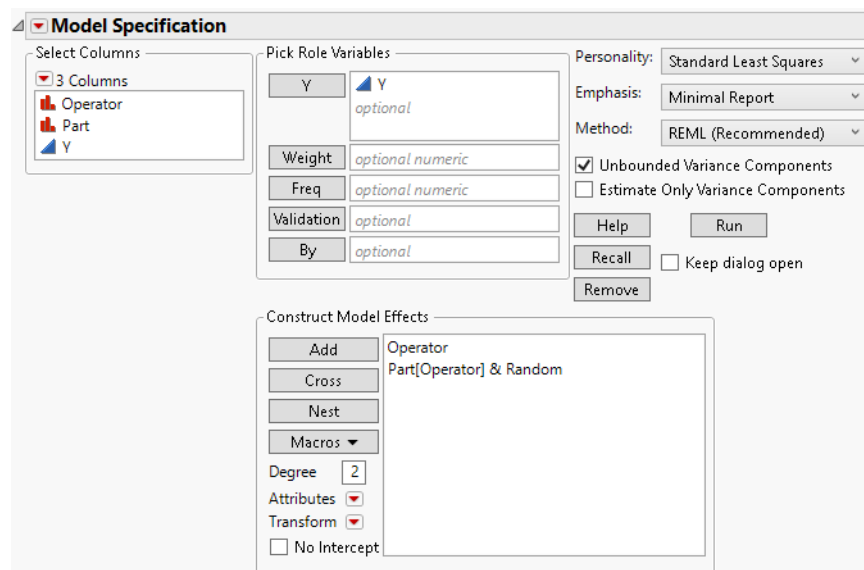 Model Specification
Select Columns
3 Columns
Operator
Part
Y
Pick Role Variables
Y
Y
optional
Weight
optional numeric
Freq
optional numeric
Validation
optional
By
optional
Personality:
Standard Least Squares
Emphasis:
Minimal Report
Method:
REML (Recommended)
Unbounded Variance Components
Estimate Only Variance Components
Help
Run
Recall
Keep dialog open
Remove
Construct Model Effects
Add
Cross
Nest
Macros
Degree
2
Attributes
Transform
No Intercept
Operator
Part[Operator] & Random